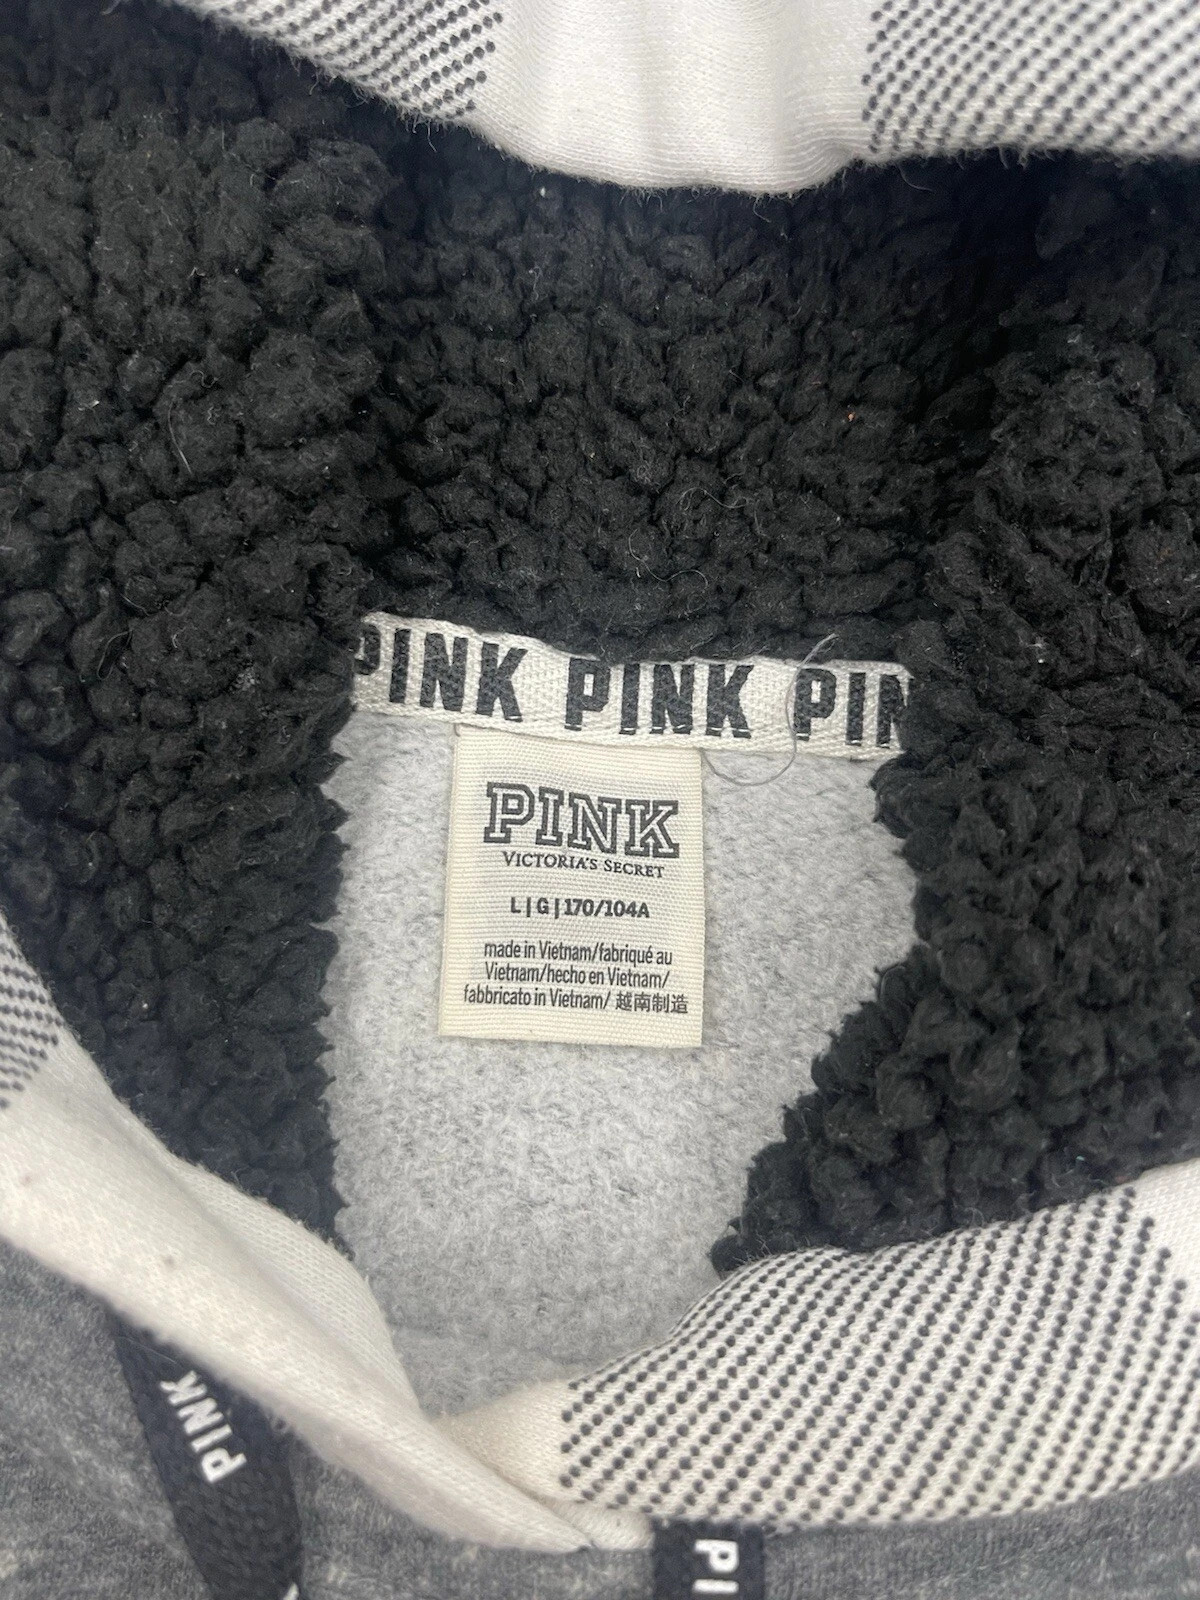 PINK PINK PIN
PINK
VICTORIA'S SECRET
L|G|170/104A
made in Vietnam/fabriqué au
Vietnam/hecho en Vietnam/
fabbricato in Vietnam/ 越南制造
PINK
PI